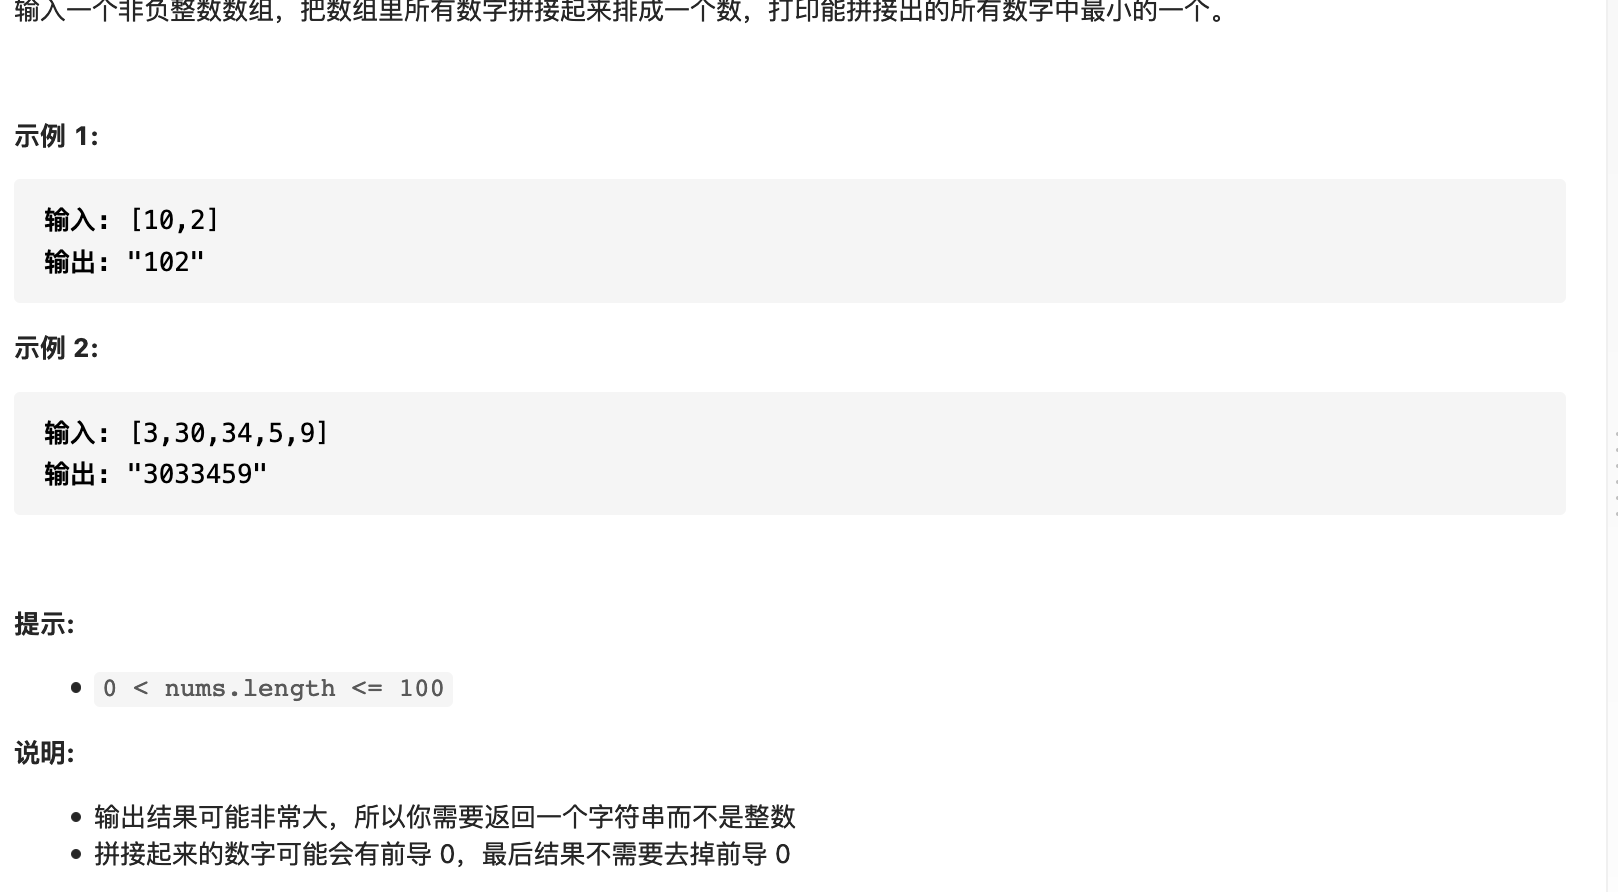 输入一个非负整数数组，把数组里所有数字拼接起来排成一个数，打印能拼接出的所有数字中最小的一个。
示例 1:
输入: [10,2]
输出: "102"
示例 2:
输入: [3,30,34,5,9]
输出: "3033459"
提示:
0 < nums.length <= 100
说明:
输出结果可能非常大，所以你需要返回一个字符串而不是整数
拼接起来的数字可能会有前导 0，最后结果不需要去掉前导 0